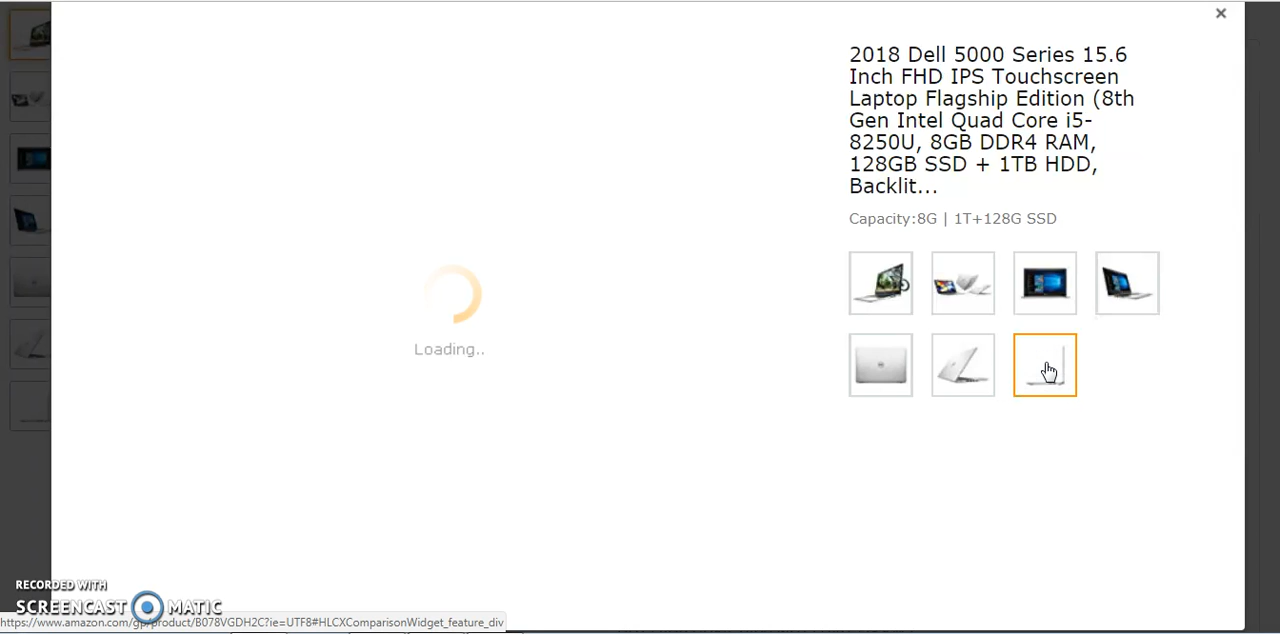 ×
2018 Dell 5000 Series 15.6
Inch FHD IPS Touchscreen
Laptop Flagship Edition (8th
Gen Intel Quad Core i5-
8250U, 8GB DDR4 RAM,
128GB SSD + 1TB HDD,
Backlit...
Capacity:8G | 1T+128G SSD
Loading..
RECORDED WITH
SCREENCAST MATIC
https://www.amazon.com/gp/product/B078VGDH2C?ie=UTF8#HLCXComparisonWidget_feature_div